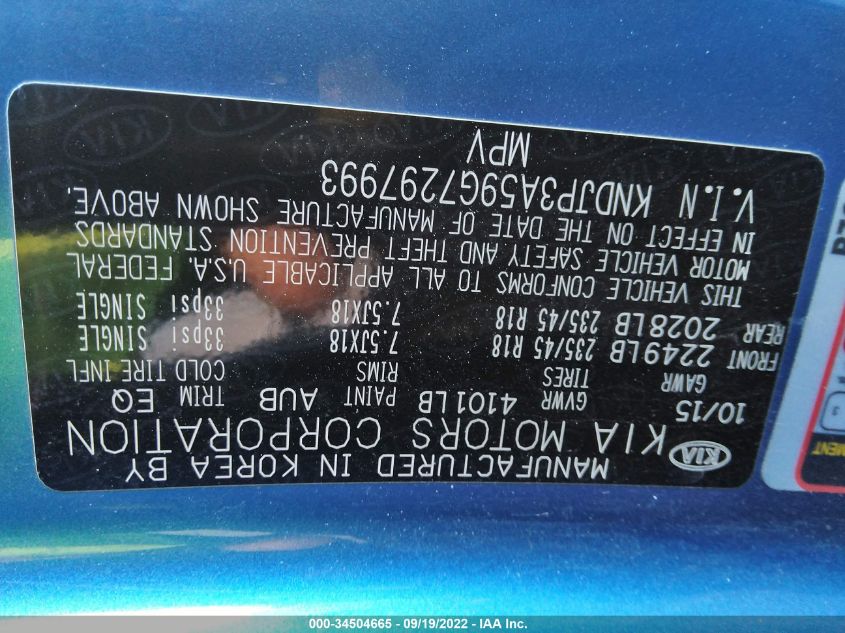 MANUFACTURED IN KOREA BY
KIA KIA MOTORS CORPORATION
10/15 GVWR 4101LB PAINT AUB TRIM EQ
GAWR TIRES RIMS COLD TIRE INFL
FRONT 2249LB 235/45 R18 7.5JX18 33psi SINGLE
REAR 2028LB 235/45 R18 7.5JX18 33psi SINGLE
THIS VEHICLE CONFORMS TO ALL APPLICABLE U.S.A. FEDERAL
MOTOR VEHICLE SAFETY AND THEFT PREVENTION STANDARDS
IN EFFECT ON THE DATE OF MANUFACTURE SHOWN ABOVE.
V.I.N KNDJP3A59G7297993
MPV
000-34504665 - 09/19/2022 - IAA Inc.